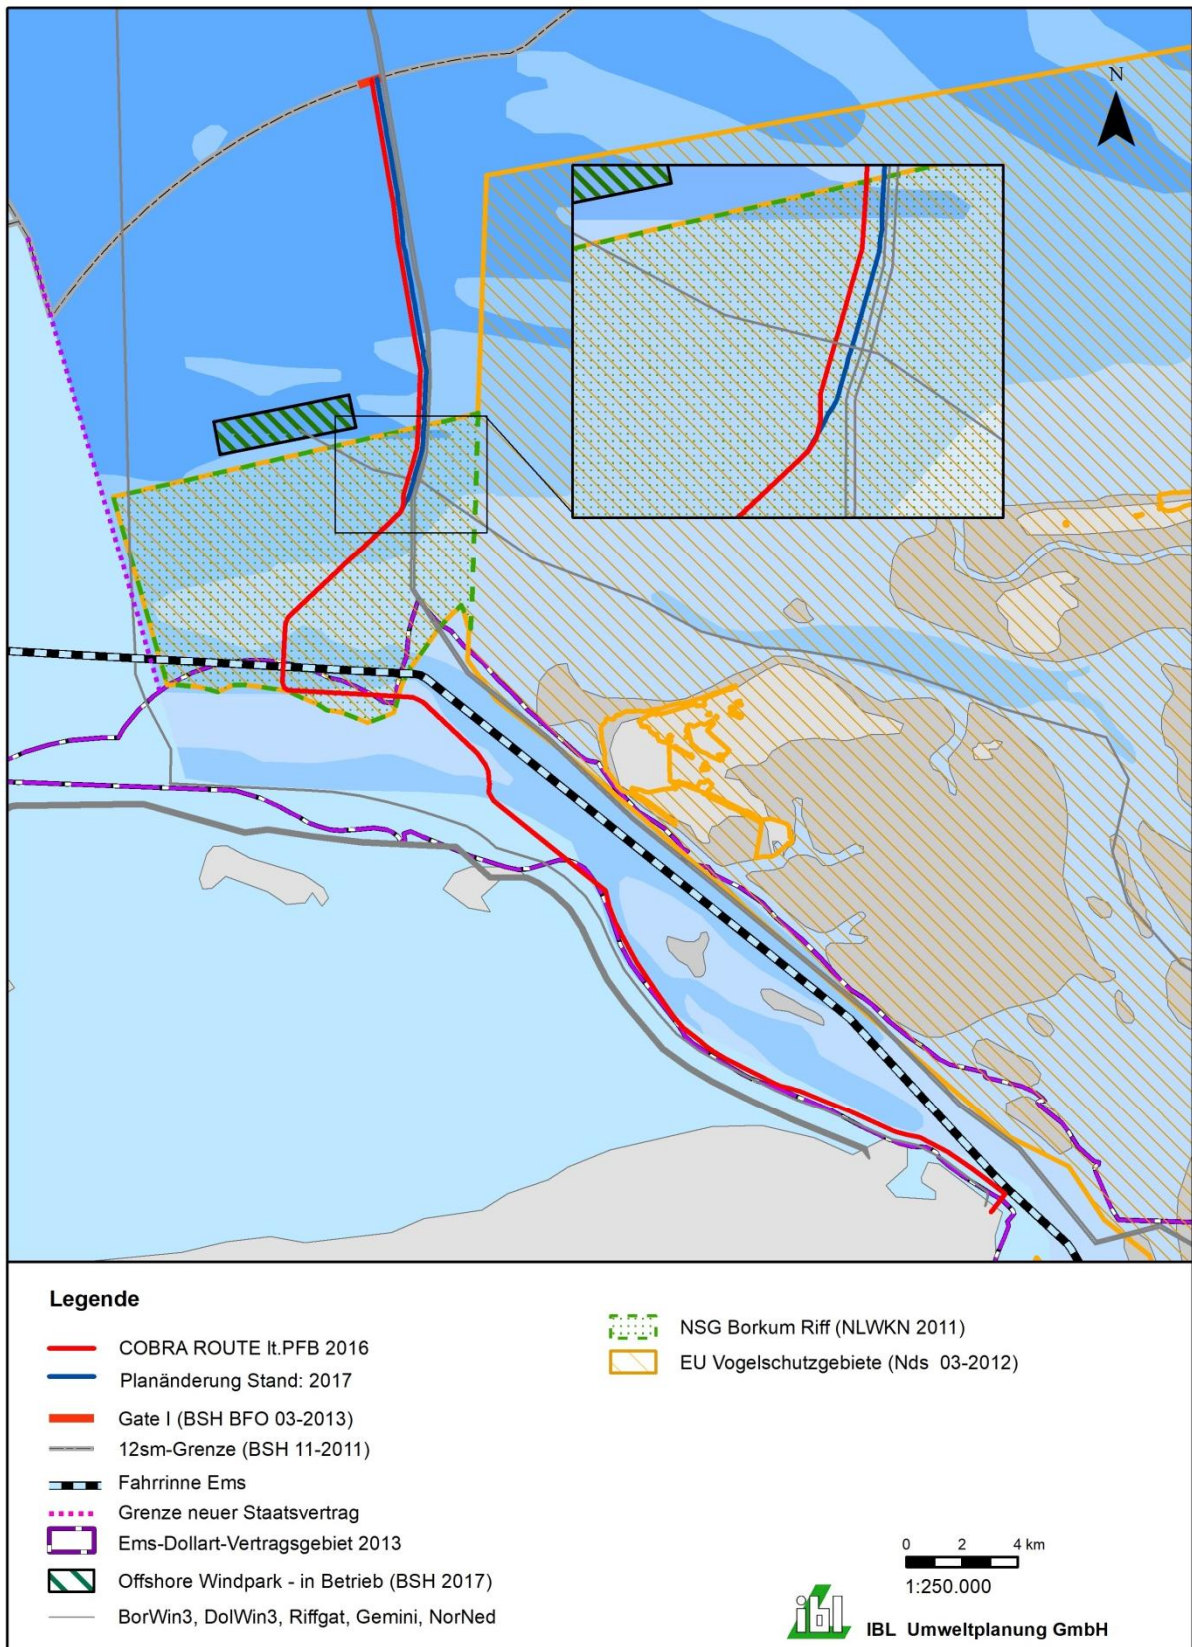 N
Legende
COBRA ROUTE lt.PFB 2016
Planänderung Stand: 2017
Gate I (BSH BFO 03-2013)
12sm-Grenze (BSH 11-2011)
Fahrrinne Ems
Grenze neuer Staatsvertrag
Ems-Dollart-Vertragsgebiet 2013
Offshore Windpark - in Betrieb (BSH 2017)
BorWin3, DolWin3, Riffgat, Gemini, NorNed
NSG Borkum Riff (NLWKN 2011)
EU Vogelschutzgebiete (Nds 03-2012)
0 2 4 km
1:250.000
ibl IBL Umweltplanung GmbH